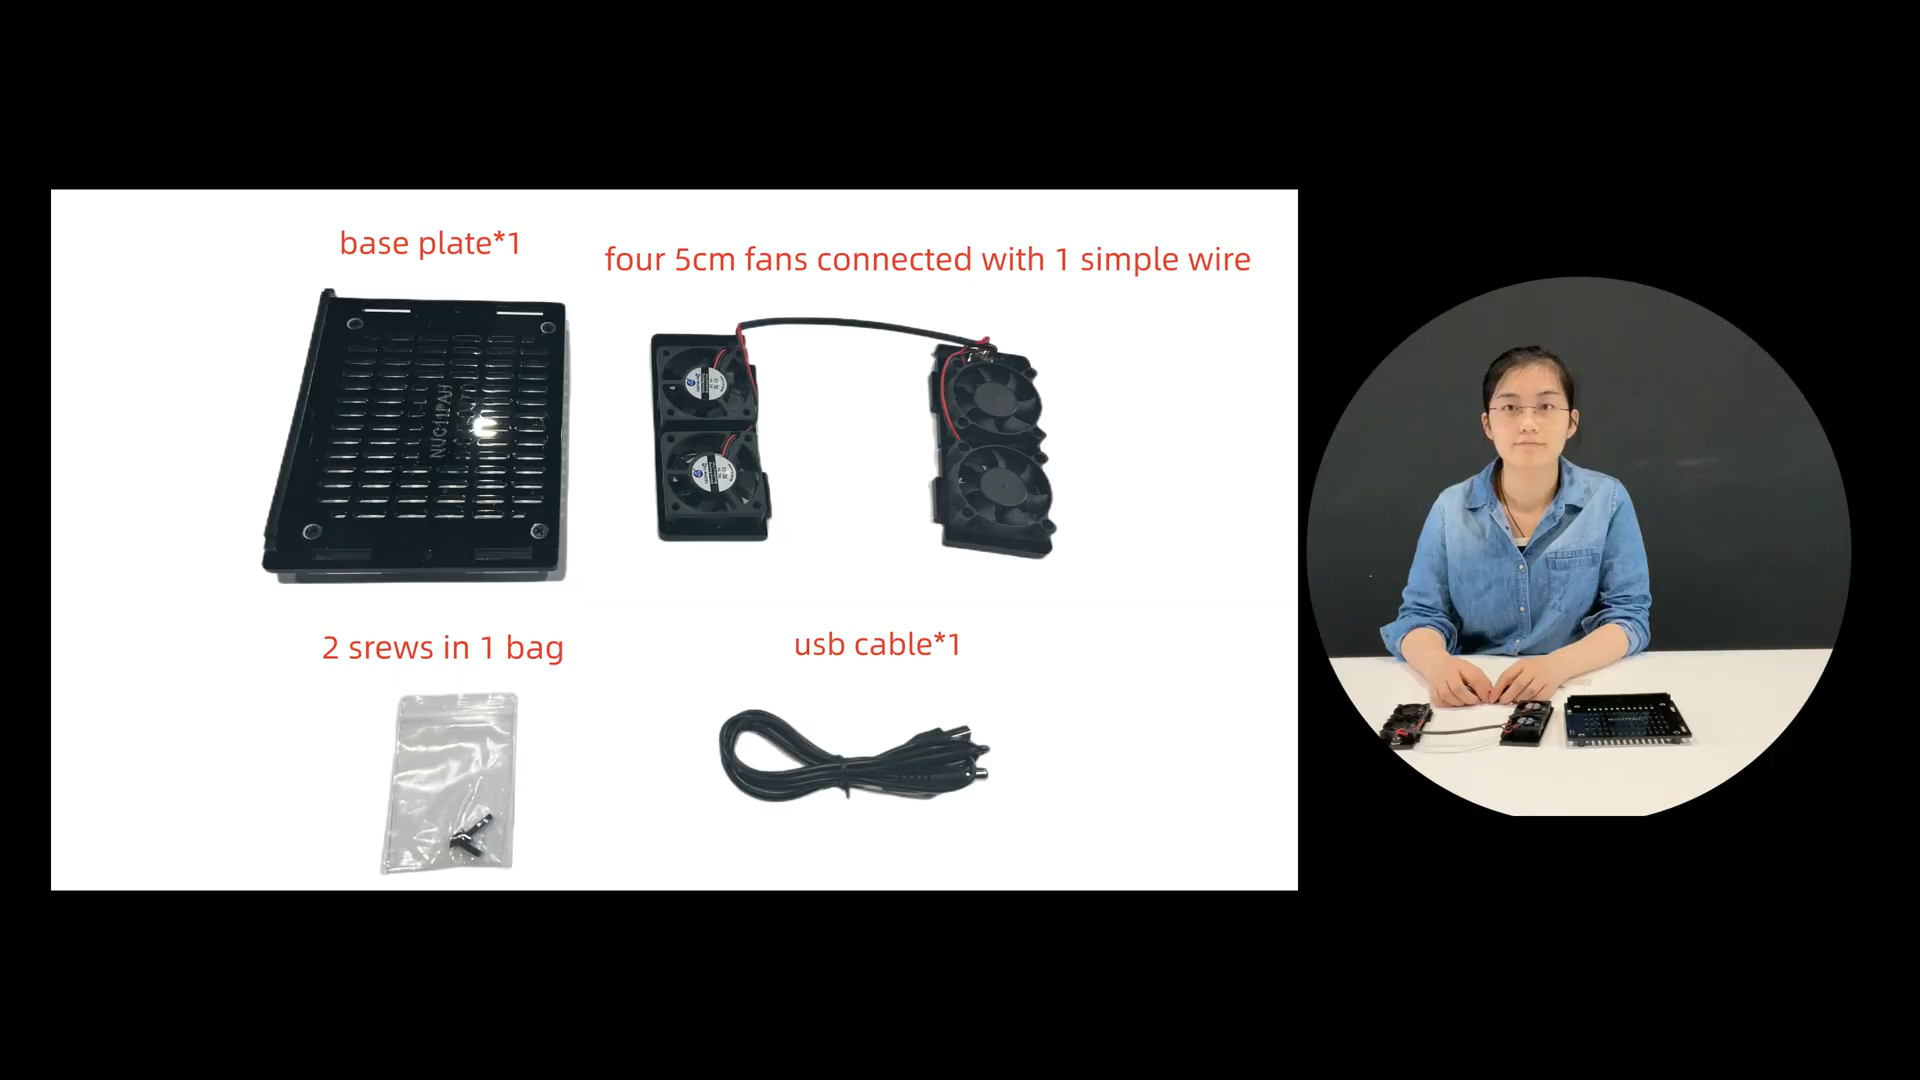 base plate*1
four 5cm fans connected with 1 simple wire
NUC11PAH
2 srews in 1 bag
usb cable*1